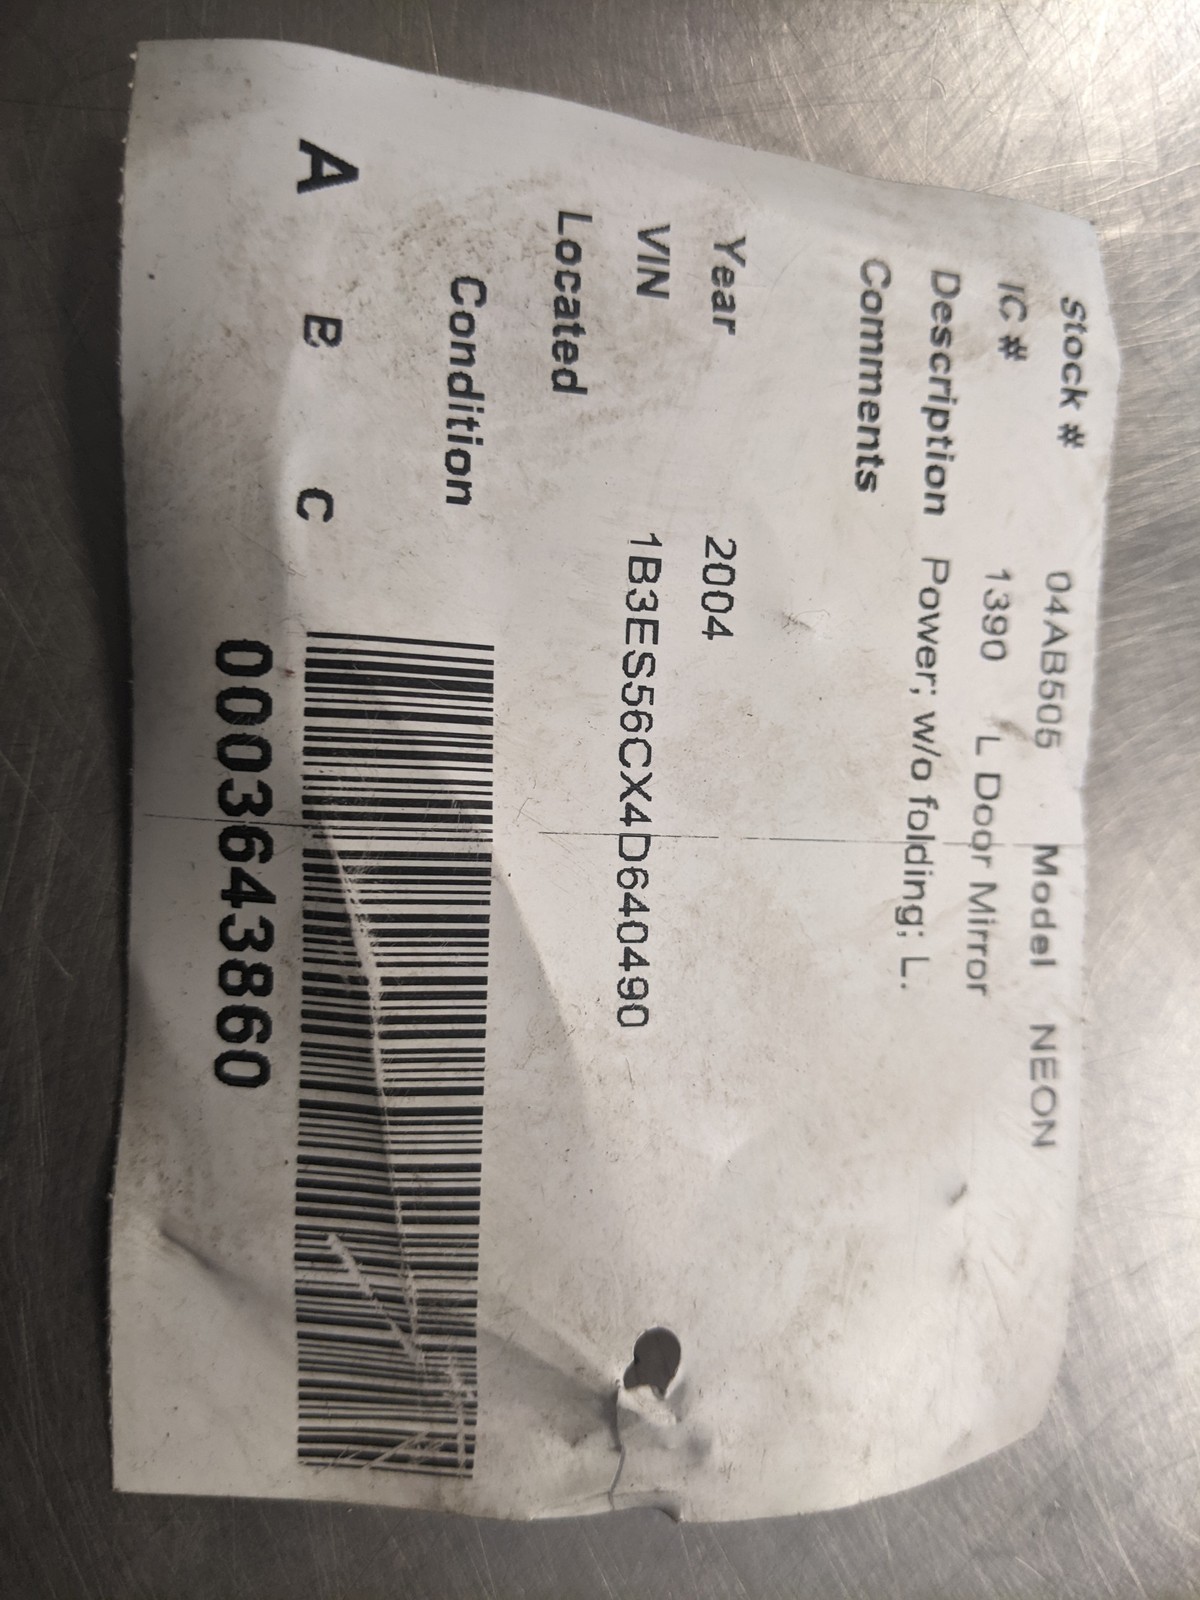 Stock # 04AB505 Model NEON
IC # 1390 L Door Mirror
Description Power; w/o folding; L.
Comments
Year 2004
VIN 1B3ES56CX4D640490
Located
Condition
A B C
0003643860